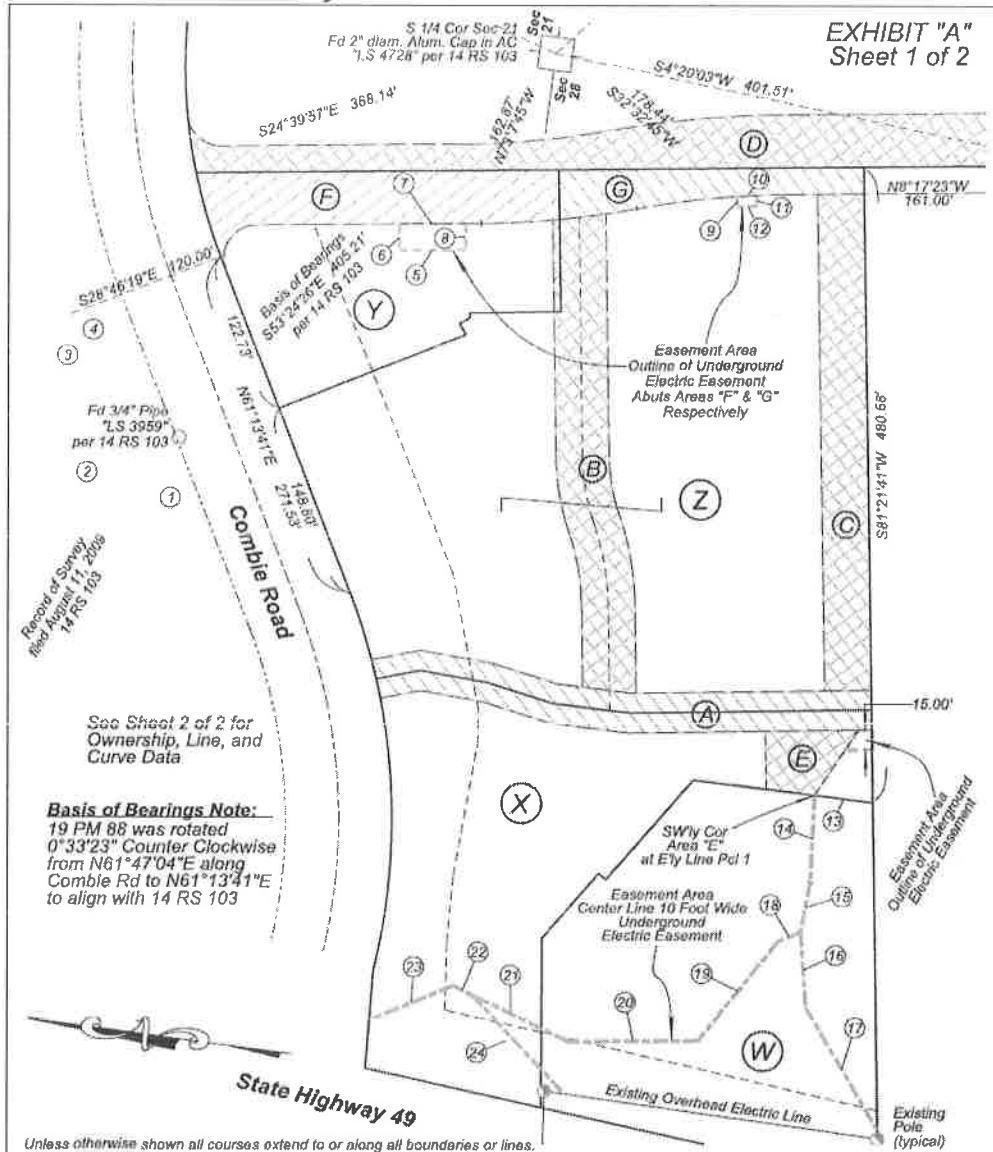 EXHIBIT "A"
Sheet 1 of 2
S 1/4 Cor Sec 21
Fd 2" diam. Alum. Cap in AC
"LS 4728" per 14 RS 103
Sec
21
Sec
28
S4°20'03"W 401.51'
S24°39'57"E 368.14'
162.87'
N79°7'45"W
178.44'
S32°32'45"W
D
F
7
G
10
N8°17'23"W
161.00'
9
11
12
6
8
5
S28°46'19"E 120.00'
Basis of Bearings
S53°24'26"E 405.21'
per 14 RS 103
Y
4
3
122.73'
Easement Area
Outline of Underground
Electric Easement
Abuts Areas "F" & "G"
Respectively
Fd 3/4" Pipe
"LS 3959"
per 14 RS 103
N61°13'41"E
148.80'
271.53'
2
1
B
Z
C
S81°21'41"W 480.68'
Combie Road
Record of Survey
filed August 11, 2009
14 RS 103
15.00'
A
See Sheet 2 of 2 for
Ownership, Line, and
Curve Data
E
X
Basis of Bearings Note:
19 PM 88 was rotated
0°33'23" Counter Clockwise
from N61°47'04"E along
Combie Rd to N61°13'41"E
to align with 14 RS 103
SW'ly Cor
Area "E"
at E'ly Line Pcl 1
14
13
Easement Area
Outline of Underground
Electric Easement
Easement Area
Center Line 10 Foot Wide
Underground
Electric Easement
18
15
16
19
23
22
21
20
17
24
W
State Highway 49
Existing Overhead Electric Line
Existing
Pole
(typical)
Unless otherwise shown all courses extend to or along all boundaries or lines.